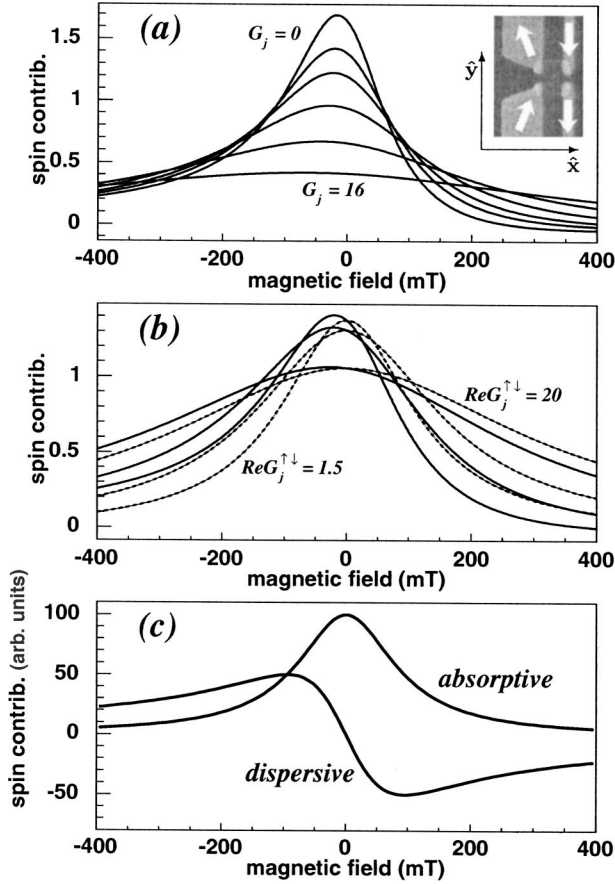 (a)
G_j = 0
G_j = 16
ŷ
x̂
spin contrib.
1.5
1
0.5
0
-400 -200 0 200 400
magnetic field (mT)
(b)
ReG_j^↑↓ = 20
ReG_j^↑↓ = 1.5
spin contrib.
1
0.5
0
-400 -200 0 200 400
magnetic field (mT)
(c)
absorptive
dispersive
spin contrib. (arb. units)
100
50
0
-50
-400 -200 0 200 400
magnetic field (mT)